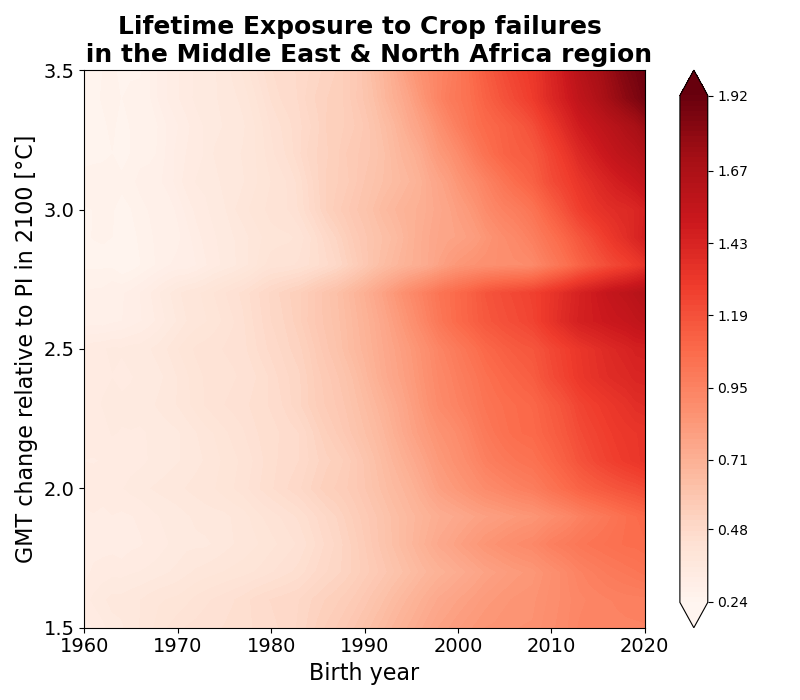 Lifetime Exposure to Crop failures
in the Middle East & North Africa region
GMT change relative to PI in 2100 [°C]
3.5
3.0
2.5
2.0
1.5
1960 1970 1980 1990 2000 2010 2020
Birth year
1.92
1.67
1.43
1.19
0.95
0.71
0.48
0.24